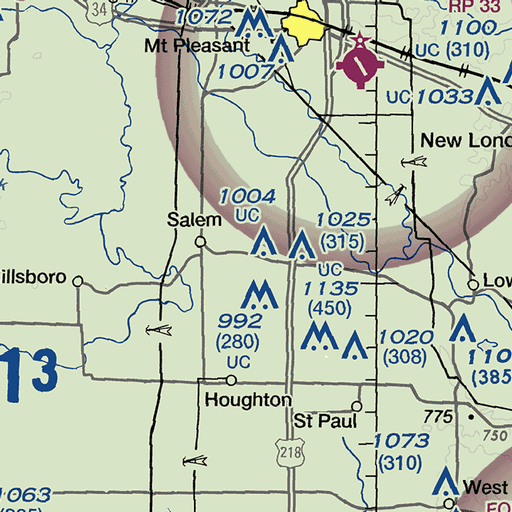 34
1072
RP 33
1100
UC (310)
Mt Pleasant
1007
UC 1033
New Lond
1004
UC
Salem
1025
(315)
UC
illsboro
Low
1135
(450)
992
(280)
UC
1020
(308)
110
(385
13
Houghton
St Paul
775
750
218
1073
(310)
1063
West